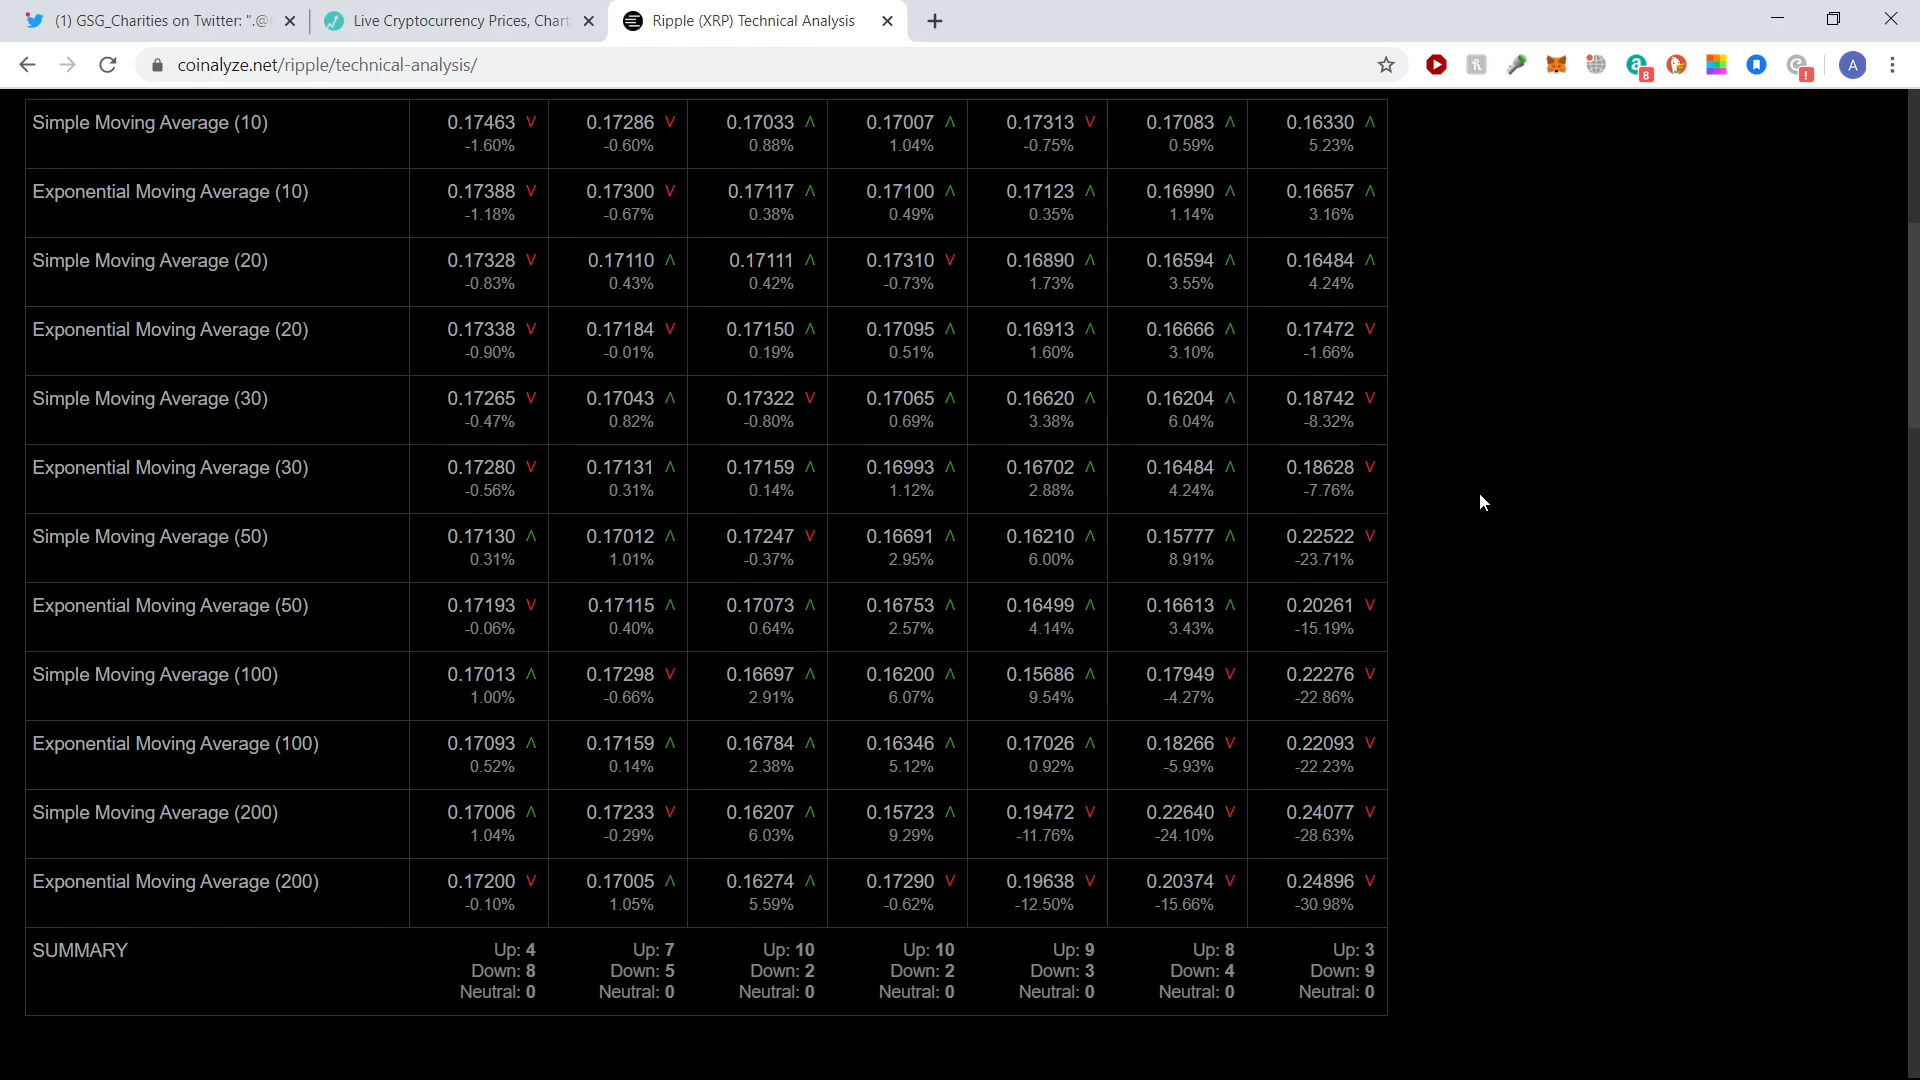 (1) GSG_Charities on Twitter: ".@
Live Cryptocurrency Prices, Chart
Ripple (XRP) Technical Analysis
coinalyze.net/ripple/technical-analysis/
8
!
A
Simple Moving Average (10) 0.17463 V 0.17286 V 0.17033 Λ 0.17007 Λ 0.17313 V 0.17083 Λ 0.16330 Λ
-1.60% -0.60% 0.88% 1.04% -0.75% 0.59% 5.23%
Exponential Moving Average (10) 0.17388 V 0.17300 V 0.17117 Λ 0.17100 Λ 0.17123 Λ 0.16990 Λ 0.16657 Λ
-1.18% -0.67% 0.38% 0.49% 0.35% 1.14% 3.16%
Simple Moving Average (20) 0.17328 V 0.17110 Λ 0.17111 Λ 0.17310 V 0.16890 Λ 0.16594 Λ 0.16484 Λ
-0.83% 0.43% 0.42% -0.73% 1.73% 3.55% 4.24%
Exponential Moving Average (20) 0.17338 V 0.17184 V 0.17150 Λ 0.17095 Λ 0.16913 Λ 0.16666 Λ 0.17472 V
-0.90% -0.01% 0.19% 0.51% 1.60% 3.10% -1.66%
Simple Moving Average (30) 0.17265 V 0.17043 Λ 0.17322 V 0.17065 Λ 0.16620 Λ 0.16204 Λ 0.18742 V
-0.47% 0.82% -0.80% 0.69% 3.38% 6.04% -8.32%
Exponential Moving Average (30) 0.17280 V 0.17131 Λ 0.17159 Λ 0.16993 Λ 0.16702 Λ 0.16484 Λ 0.18628 V
-0.56% 0.31% 0.14% 1.12% 2.88% 4.24% -7.76%
Simple Moving Average (50) 0.17130 Λ 0.17012 Λ 0.17247 V 0.16691 Λ 0.16210 Λ 0.15777 Λ 0.22522 V
0.31% 1.01% -0.37% 2.95% 6.00% 8.91% -23.71%
Exponential Moving Average (50) 0.17193 V 0.17115 Λ 0.17073 Λ 0.16753 Λ 0.16499 Λ 0.16613 Λ 0.20261 V
-0.06% 0.40% 0.64% 2.57% 4.14% 3.43% -15.19%
Simple Moving Average (100) 0.17013 Λ 0.17298 V 0.16697 Λ 0.16200 Λ 0.15686 Λ 0.17949 V 0.22276 V
1.00% -0.66% 2.91% 6.07% 9.54% -4.27% -22.86%
Exponential Moving Average (100) 0.17093 Λ 0.17159 Λ 0.16784 Λ 0.16346 Λ 0.17026 Λ 0.18266 V 0.22093 V
0.52% 0.14% 2.38% 5.12% 0.92% -5.93% -22.23%
Simple Moving Average (200) 0.17006 Λ 0.17233 V 0.16207 Λ 0.15723 Λ 0.19472 V 0.22640 V 0.24077 V
1.04% -0.29% 6.03% 9.29% -11.76% -24.10% -28.63%
Exponential Moving Average (200) 0.17200 V 0.17005 Λ 0.16274 Λ 0.17290 V 0.19638 V 0.20374 V 0.24896 V
-0.10% 1.05% 5.59% -0.62% -12.50% -15.66% -30.98%
SUMMARY Up: 4 Up: 7 Up: 10 Up: 10 Up: 9 Up: 8 Up: 3
Down: 8 Down: 5 Down: 2 Down: 2 Down: 3 Down: 4 Down: 9
Neutral: 0 Neutral: 0 Neutral: 0 Neutral: 0 Neutral: 0 Neutral: 0 Neutral: 0